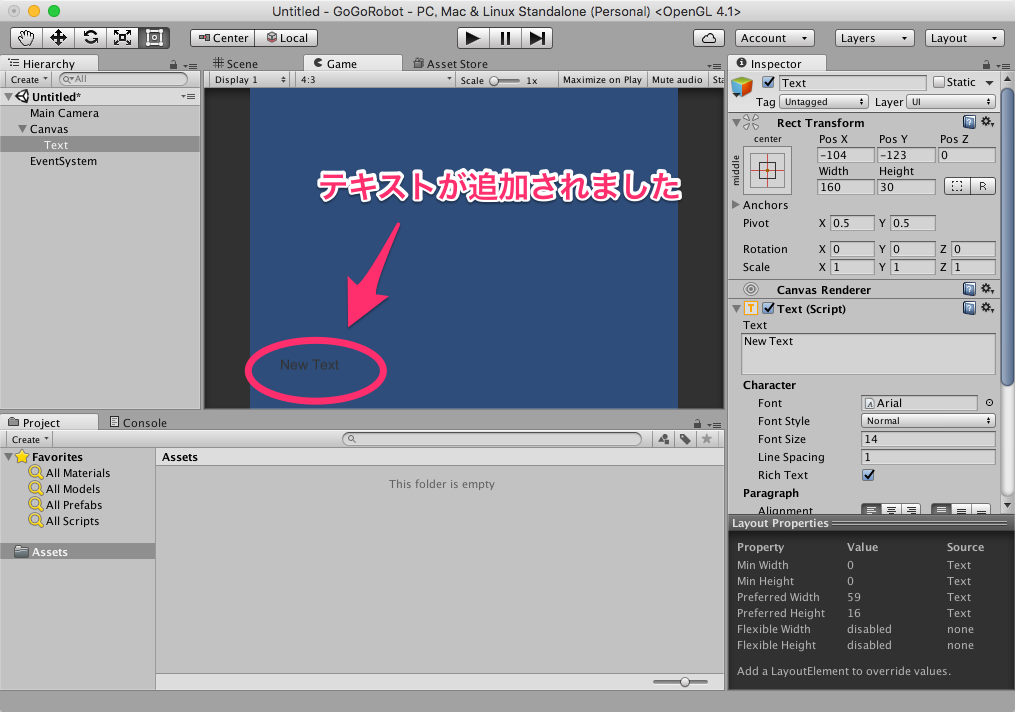 Untitled - GoGoRobot - PC, Mac & Linux Standalone (Personal) <OpenGL 4.1>
Center Local Account Layers Layout
Hierarchy
Create All
Untitled*
Main Camera
Canvas
Text
EventSystem
Scene Game Asset Store
Display 1 4:3 Scale 1x Maximize on Play Mute audio Sta
テキストが追加されました
New Text
Inspector
Text Static
Tag Untagged Layer UI
Rect Transform
center Pos X Pos Y Pos Z
middle -104 -123 0
Width Height
160 30 R
Anchors
Pivot X 0.5 Y 0.5
Rotation X 0 Y 0 Z 0
Scale X 1 Y 1 Z 1
Canvas Renderer
Text (Script)
Text
New Text
Character
Font Arial
Font Style Normal
Font Size 14
Line Spacing 1
Rich Text
Paragraph
Alignment
Layout Properties
Property Value Source
Min Width 0 Text
Min Height 0 Text
Preferred Width 59 Text
Preferred Height 16 Text
Flexible Width disabled none
Flexible Height disabled none
Add a LayoutElement to override values.
Project Console
Create
Favorites
All Materials
All Models
All Prefabs
All Scripts
Assets
Assets
This folder is empty